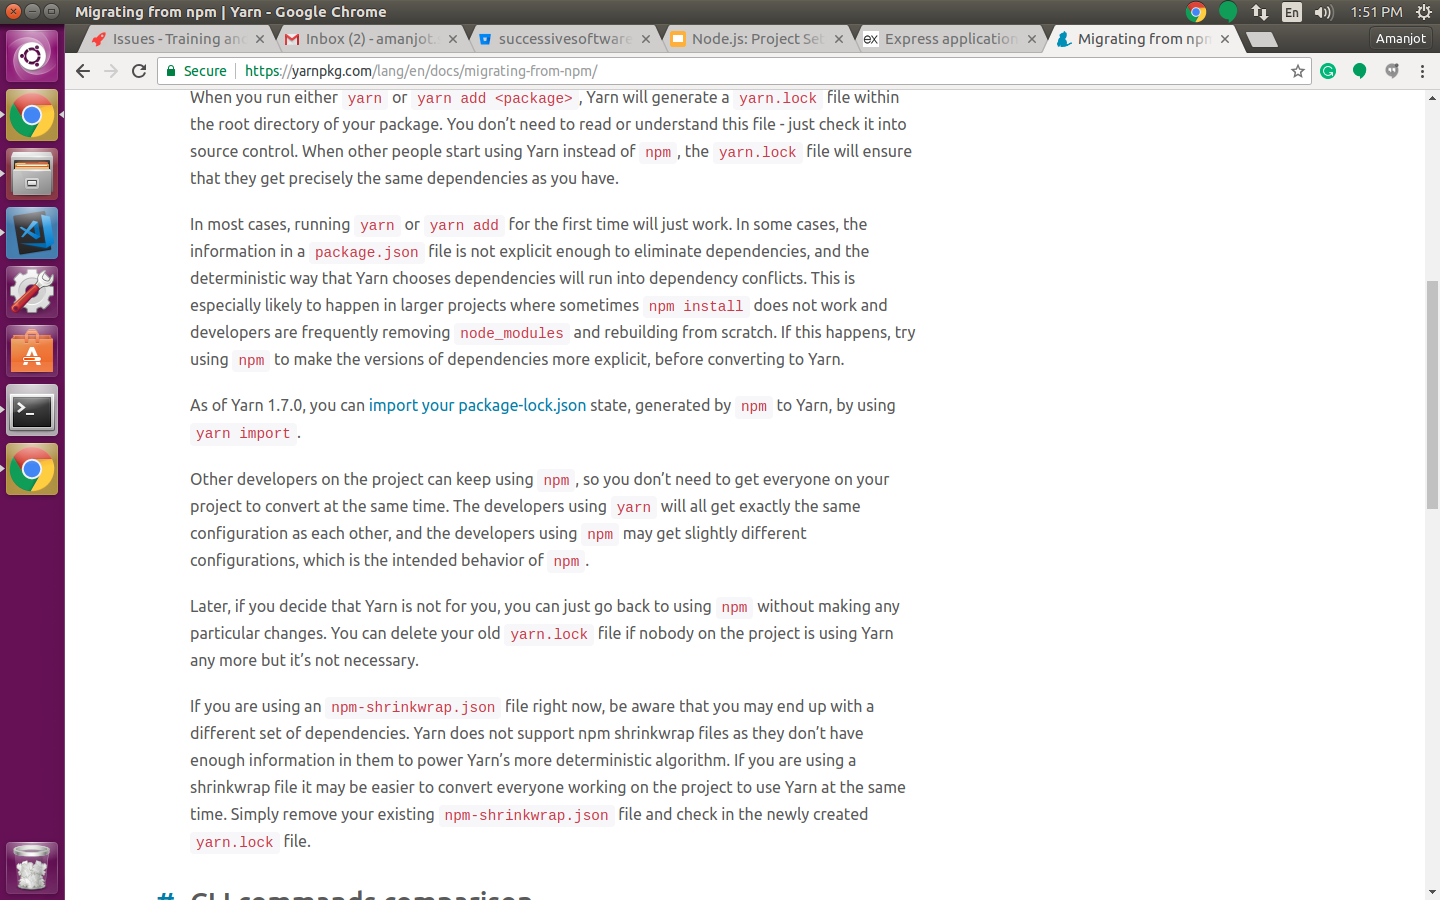 Migrating from npm | Yarn - Google Chrome
En
1:51 PM
Issues - Training and
Inbox (2) - amanjot.
successivesoftware
Node.js: Project Set
ex Express application
Migrating from npm
Amanjot
Secure
https://yarnpkg.com/lang/en/docs/migrating-from-npm/
When you run either yarn or yarn add <package> , Yarn will generate a yarn.lock file within
the root directory of your package. You don’t need to read or understand this file - just check it into
source control. When other people start using Yarn instead of npm , the yarn.lock file will ensure
that they get precisely the same dependencies as you have.
In most cases, running yarn or yarn add for the first time will just work. In some cases, the
information in a package.json file is not explicit enough to eliminate dependencies, and the
deterministic way that Yarn chooses dependencies will run into dependency conflicts. This is
especially likely to happen in larger projects where sometimes npm install does not work and
developers are frequently removing node_modules and rebuilding from scratch. If this happens, try
using npm to make the versions of dependencies more explicit, before converting to Yarn.
As of Yarn 1.7.0, you can import your package-lock.json state, generated by npm to Yarn, by using
yarn import .
Other developers on the project can keep using npm , so you don’t need to get everyone on your
project to convert at the same time. The developers using yarn will all get exactly the same
configuration as each other, and the developers using npm may get slightly different
configurations, which is the intended behavior of npm .
Later, if you decide that Yarn is not for you, you can just go back to using npm without making any
particular changes. You can delete your old yarn.lock file if nobody on the project is using Yarn
any more but it’s not necessary.
If you are using an npm-shrinkwrap.json file right now, be aware that you may end up with a
different set of dependencies. Yarn does not support npm shrinkwrap files as they don’t have
enough information in them to power Yarn’s more deterministic algorithm. If you are using a
shrinkwrap file it may be easier to convert everyone working on the project to use Yarn at the same
time. Simply remove your existing npm-shrinkwrap.json file and check in the newly created
yarn.lock file.
# CLI commands comparison